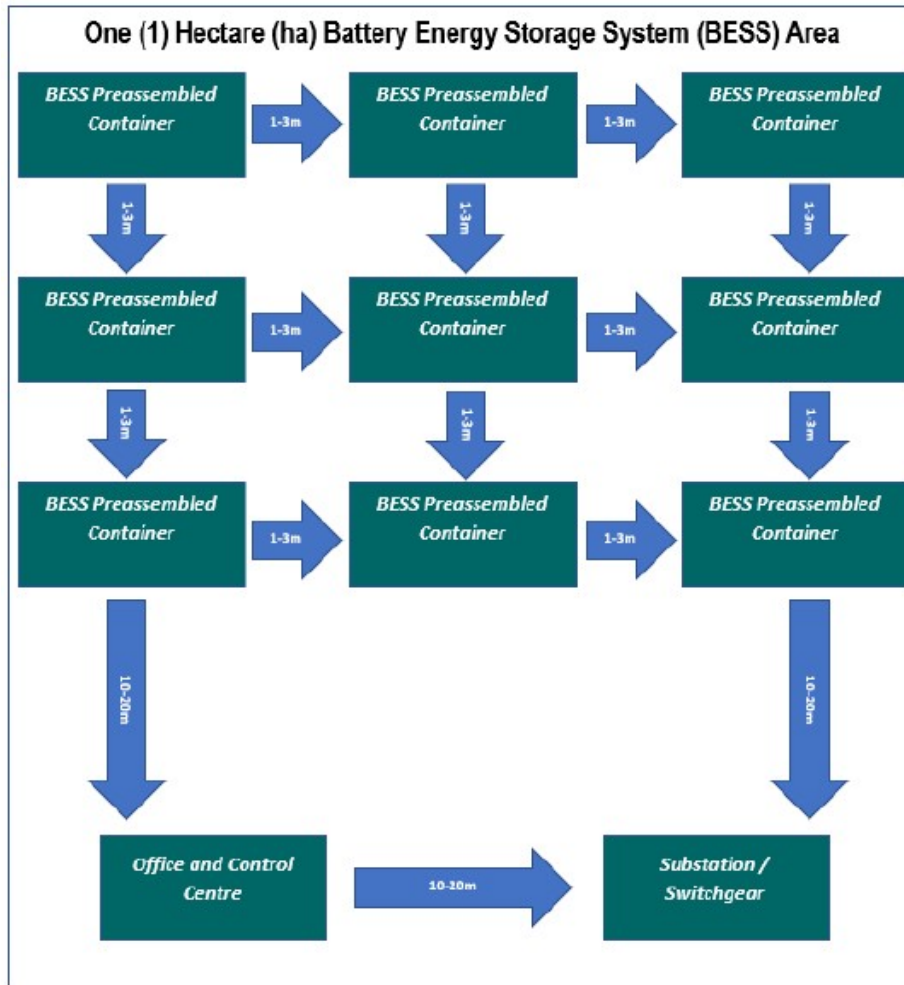 One (1) Hectare (ha) Battery Energy Storage System (BESS) Area
BESS Preassembled
Container
1-3m
BESS Preassembled
Container
1-3m
BESS Preassembled
Container
1-3m
1-3m
1-3m
BESS Preassembled
Container
1-3m
BESS Preassembled
Container
1-3m
BESS Preassembled
Container
1-3m
1-3m
1-3m
BESS Preassembled
Container
1-3m
BESS Preassembled
Container
1-3m
BESS Preassembled
Container
10-20m
10-20m
Office and Control
Centre
10-20m
Substation /
Switchgear